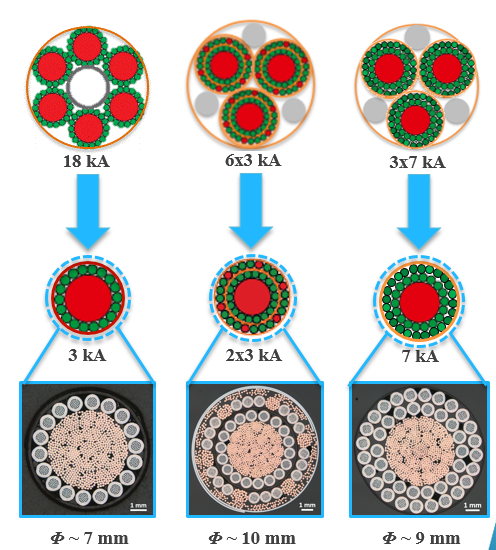 18 kA
6x3 kA
3x7 kA
3 kA
2x3 kA
7 kA
1 mm
1 mm
1 mm
Φ ~ 7 mm
Φ ~ 10 mm
Φ ~ 9 mm